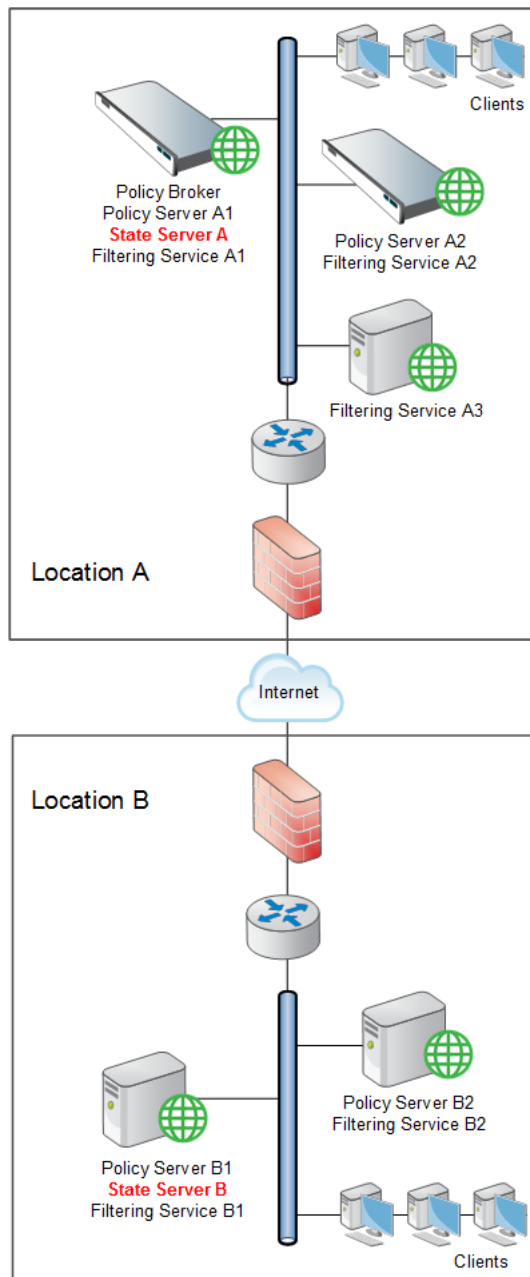 Clients
Policy Broker
Policy Server A1
State Server A
Filtering Service A1
Policy Server A2
Filtering Service A2
Filtering Service A3
Location A
Internet
Location B
Policy Server B2
Filtering Service B2
Policy Server B1
State Server B
Filtering Service B1
Clients